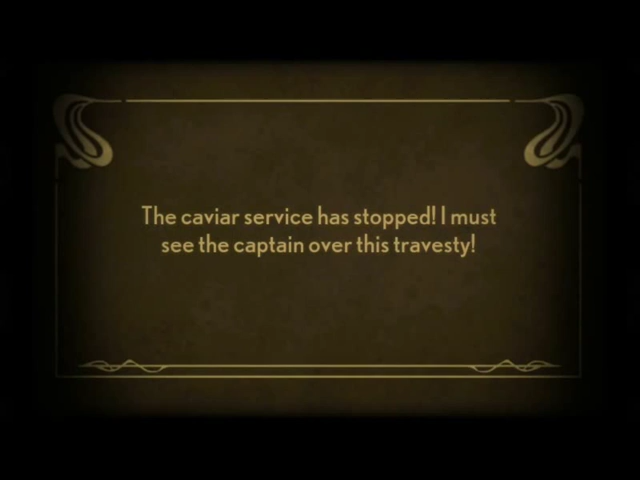 The caviar service has stopped! I must
see the captain over this travesty!